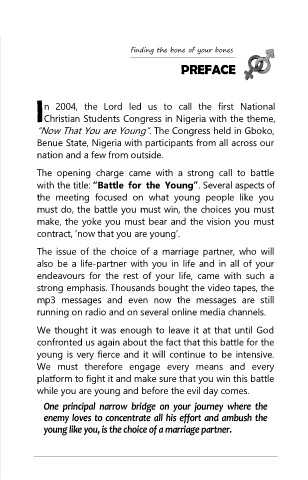 finding the bone of your bones
PREFACE
In 2004, the Lord led us to call the first National
Christian Students Congress in Nigeria with the theme,
“Now That You are Young”. The Congress held in Gboko,
Benue State, Nigeria with participants from all across our
nation and a few from outside.
The opening charge came with a strong call to battle
with the title: “Battle for the Young”. Several aspects of
the meeting focused on what young people like you
must do, the battle you must win, the choices you must
make, the yoke you must bear and the vision you must
contract, ‘now that you are young’.
The issue of the choice of a marriage partner, who will
also be a life-partner with you in life and in all of your
endeavours for the rest of your life, came with such a
strong emphasis. Thousands bought the video tapes, the
mp3 messages and even now the messages are still
running on radio and on several online media channels.
We thought it was enough to leave it at that until God
confronted us again about the fact that this battle for the
young is very fierce and it will continue to be intensive.
We must therefore engage every means and every
platform to fight it and make sure that you win this battle
while you are young and before the evil day comes.
One principal narrow bridge on your journey where the
enemy loves to concentrate all his effort and ambush the
young like you, is the choice of a marriage partner.